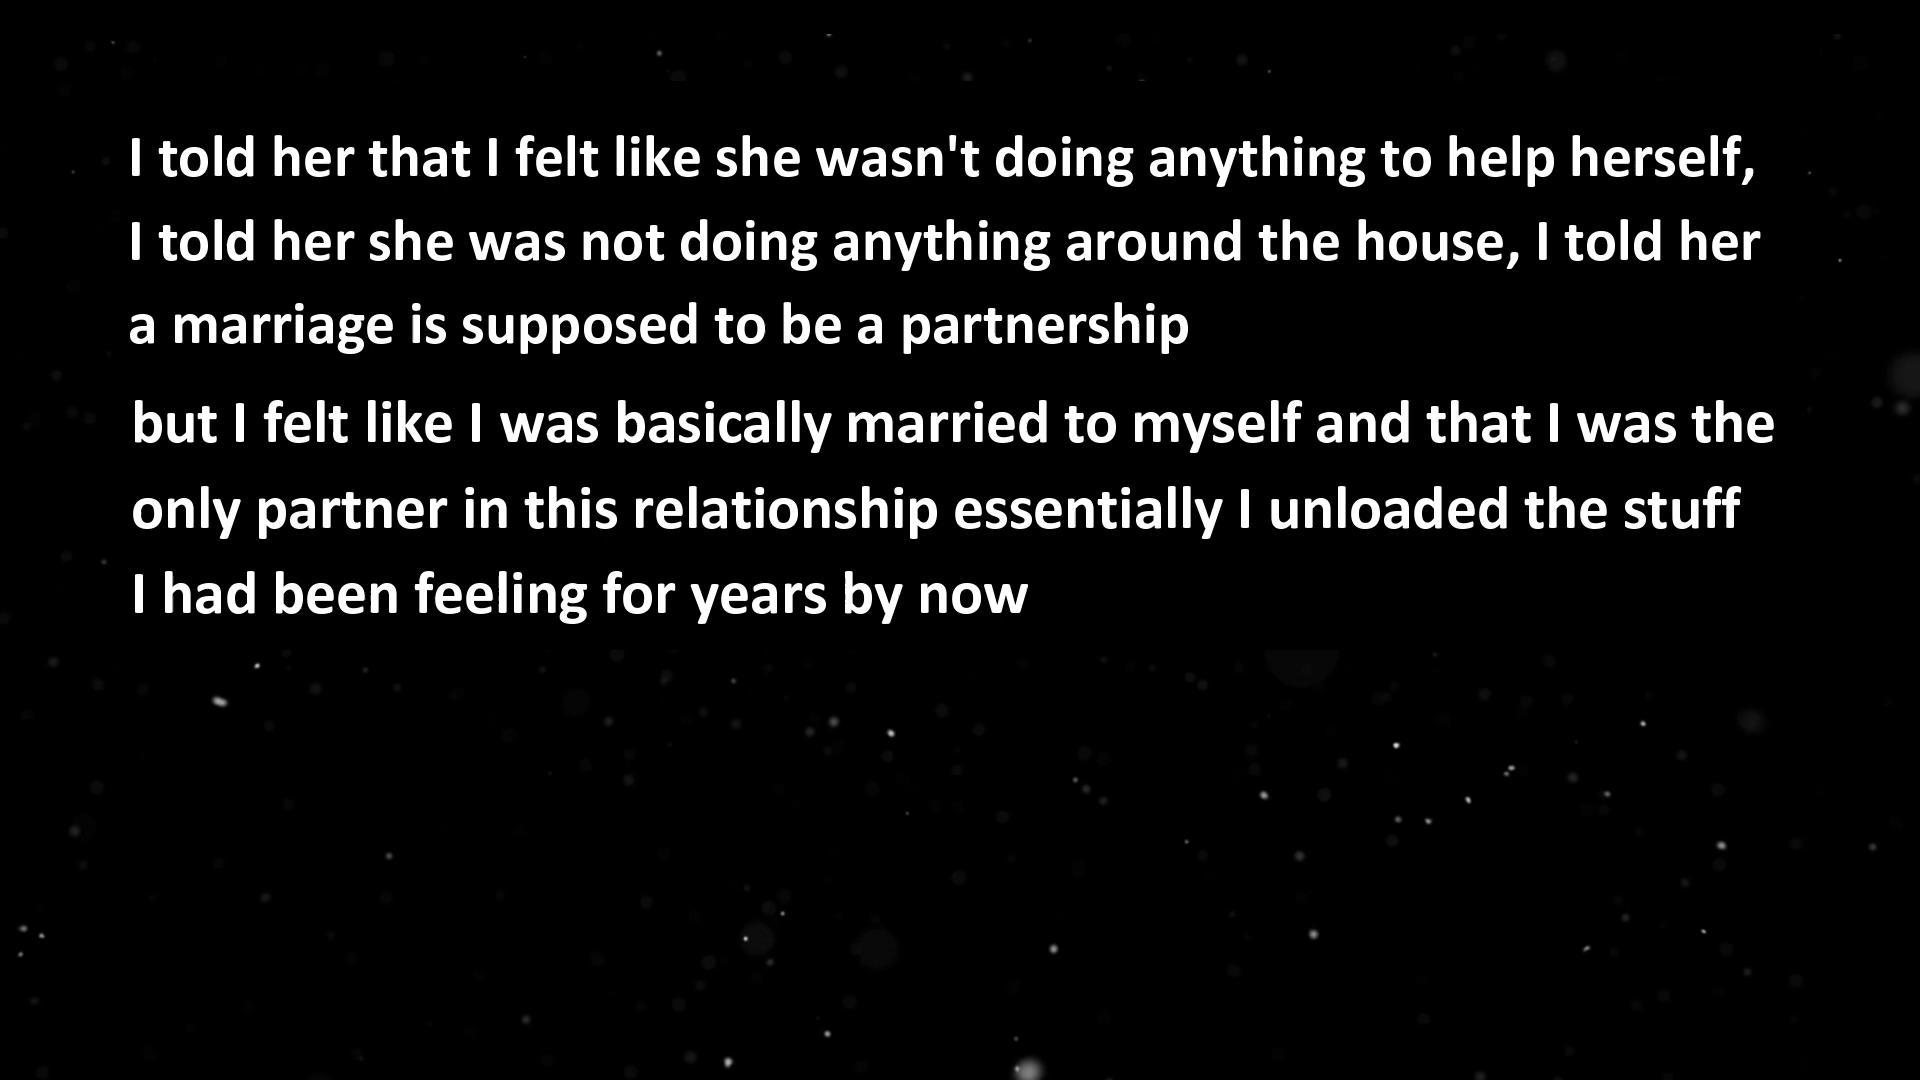 I told her that I felt like she wasn't doing anything to help herself,
I told her she was not doing anything around the house, I told her
a marriage is supposed to be a partnership
but I felt like I was basically married to myself and that I was the
only partner in this relationship essentially I unloaded the stuff
I had been feeling for years by now